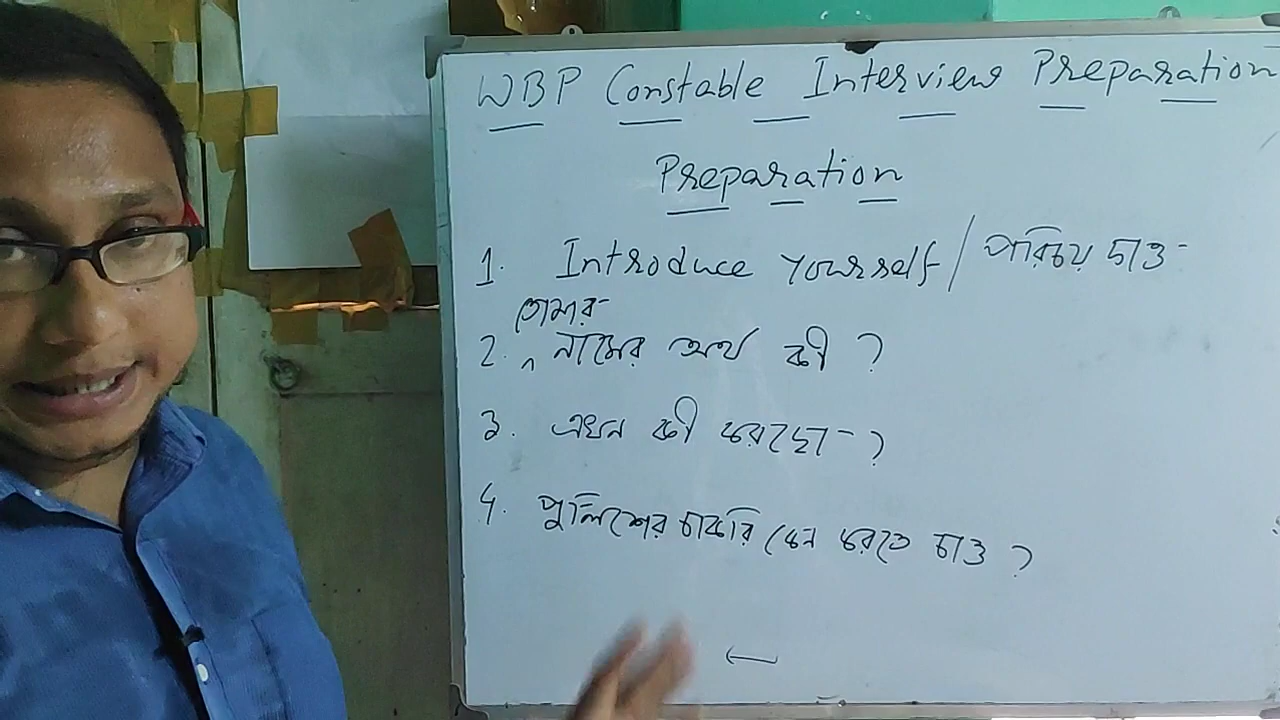 WBP Constable Interview Preparation
Preparation
1. Introduce Yourself / পরিচয় দাও
তোমার
2. ^ নামের অর্থ কী ?
3. এখন কী করছো ?
4. পুলিশের চাকরি কেন করতে চাও ?